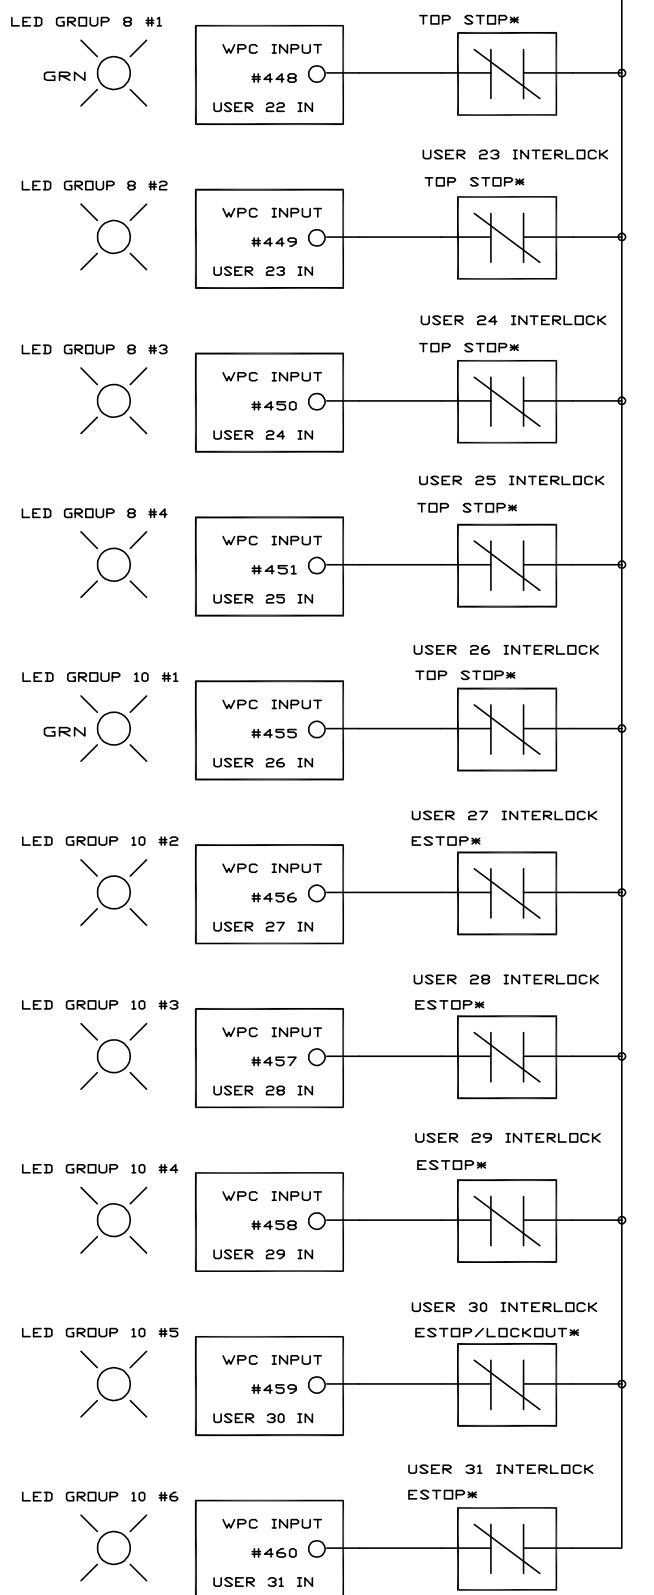 LED GROUP 8 #1
GRN
WPC INPUT
#448
USER 22 IN
TOP STOP*
LED GROUP 8 #2
WPC INPUT
#449
USER 23 IN
USER 23 INTERLOCK
TOP STOP*
LED GROUP 8 #3
WPC INPUT
#450
USER 24 IN
USER 24 INTERLOCK
TOP STOP*
LED GROUP 8 #4
WPC INPUT
#451
USER 25 IN
USER 25 INTERLOCK
TOP STOP*
LED GROUP 10 #1
GRN
WPC INPUT
#455
USER 26 IN
USER 26 INTERLOCK
TOP STOP*
LED GROUP 10 #2
WPC INPUT
#456
USER 27 IN
USER 27 INTERLOCK
ESTOP*
LED GROUP 10 #3
WPC INPUT
#457
USER 28 IN
USER 28 INTERLOCK
ESTOP*
LED GROUP 10 #4
WPC INPUT
#458
USER 29 IN
USER 29 INTERLOCK
ESTOP*
LED GROUP 10 #5
WPC INPUT
#459
USER 30 IN
USER 30 INTERLOCK
ESTOP/LOCKOUT*
LED GROUP 10 #6
WPC INPUT
#460
USER 31 IN
USER 31 INTERLOCK
ESTOP*